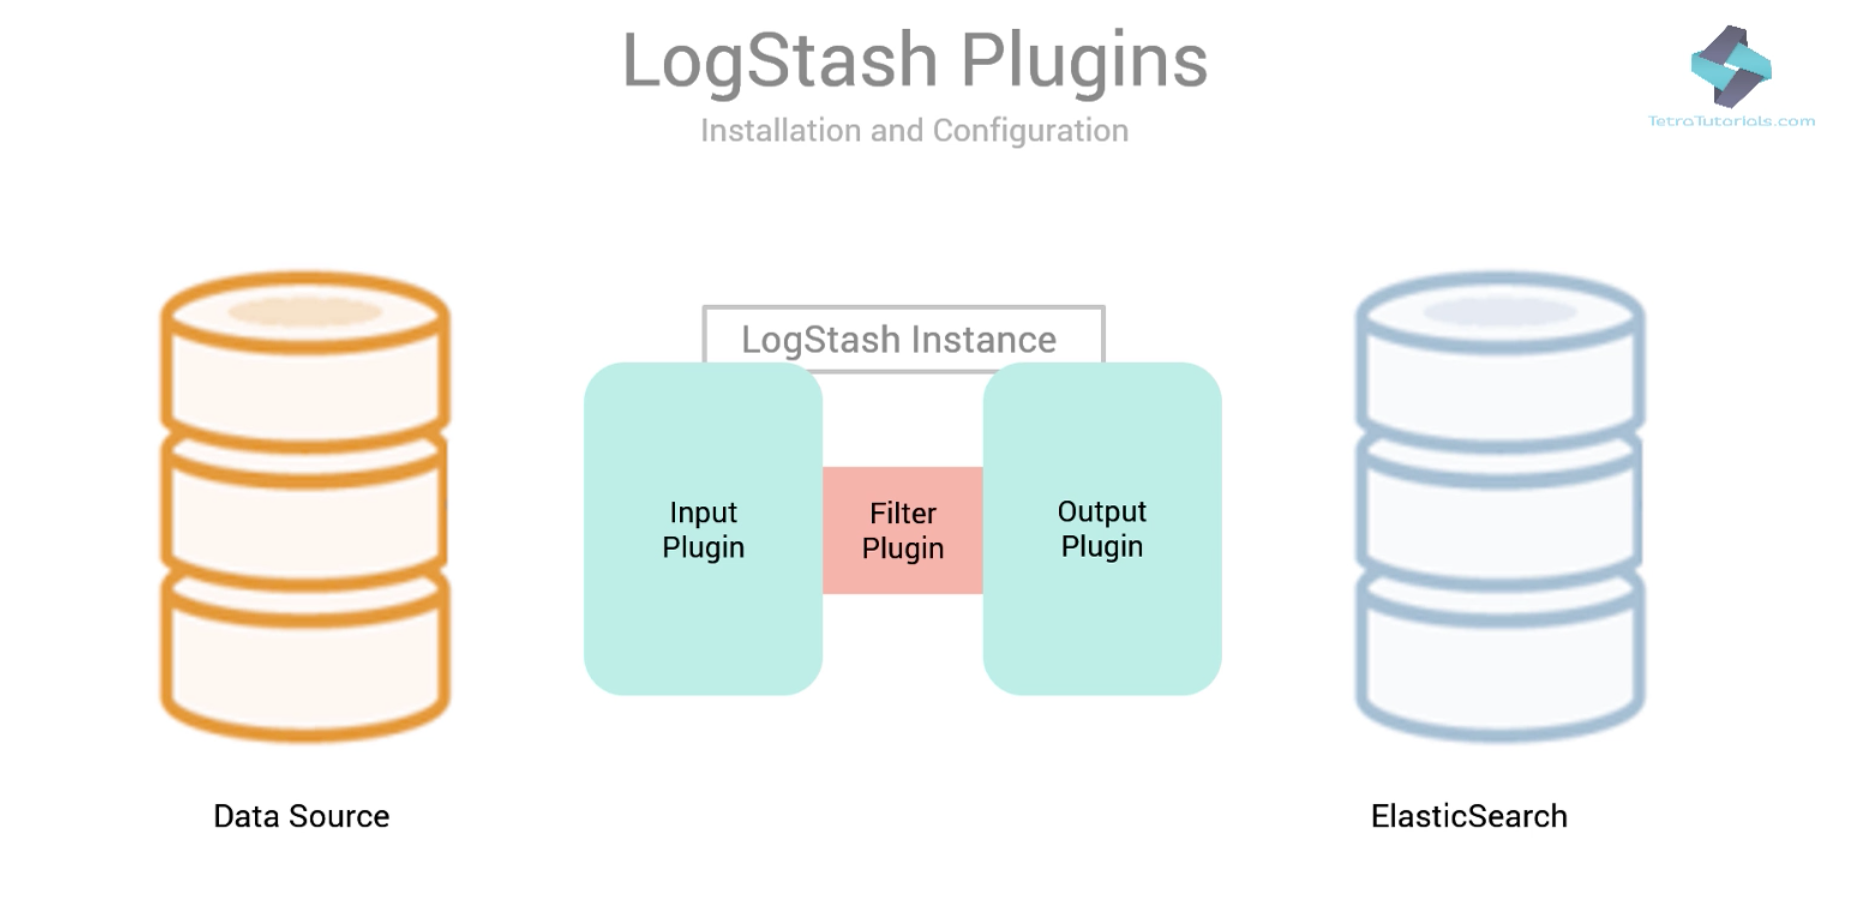 LogStash Plugins
Installation and Configuration
TetraTutorials.com
LogStash Instance
Input
Plugin
Filter
Plugin
Output
Plugin
Data Source
ElasticSearch